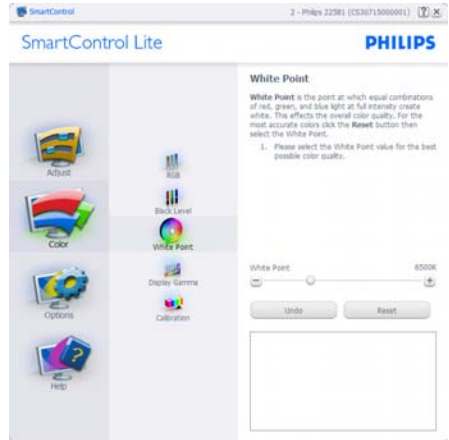 SmartControl
2 - Philips 225B1 (CS30715000001)
SmartControl Lite
PHILIPS
Adjust
Color
Options
Help
RGB
Black Level
White Point
Display Gamma
Calibration
White Point
White Point is the point at which equal combinations
of red, green, and blue light at full intensity create
white. This effects the overall color quality. For the
most accurate colors click the Reset button then
select the White Point.
1. Please select the White Point value for the best
possible color quality.
White Point 6500K
Undo Reset